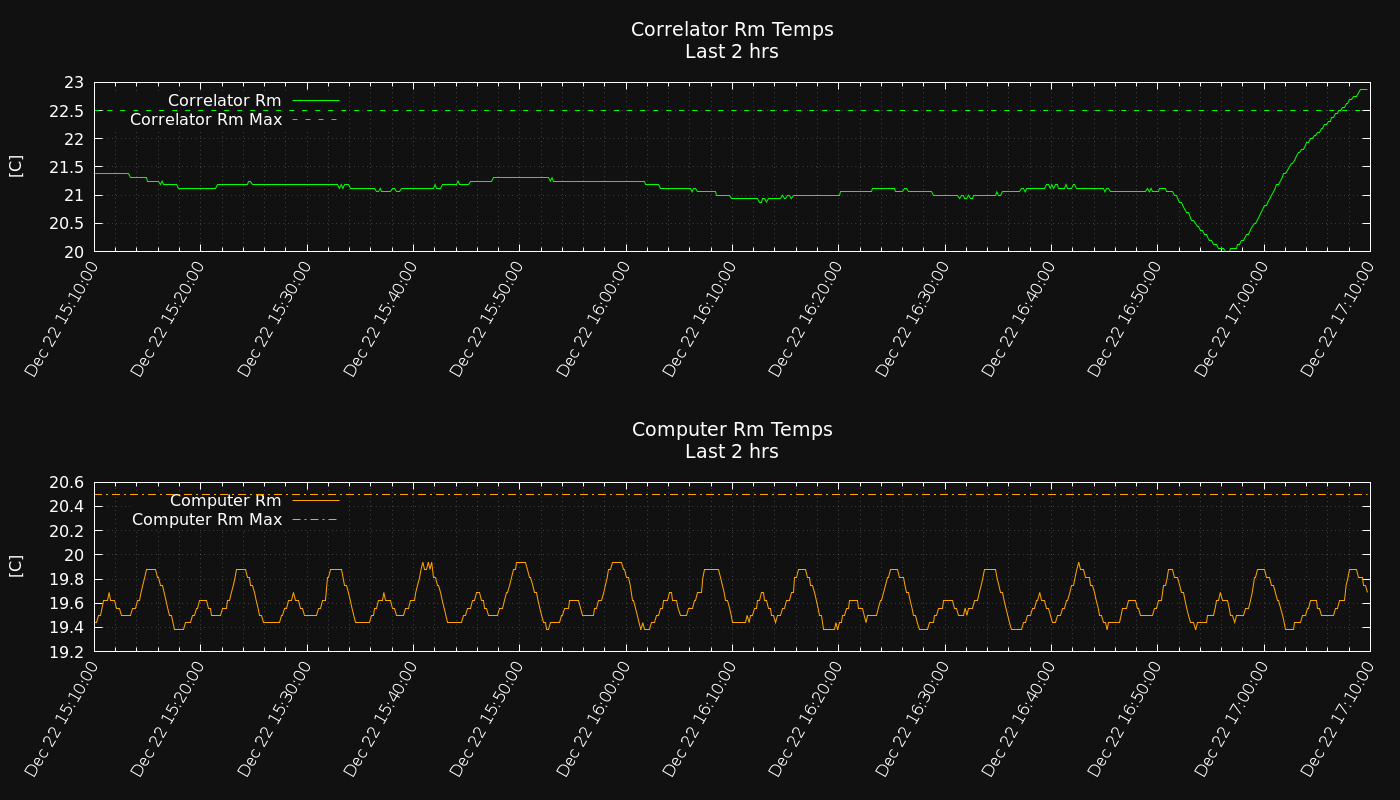 Correlator Rm Temps
Last 2 hrs
23
22.5
22
21.5
21
20.5
20
[C]
Correlator Rm
Correlator Rm Max
Dec 22 15:10:00
Dec 22 15:20:00
Dec 22 15:30:00
Dec 22 15:40:00
Dec 22 15:50:00
Dec 22 16:00:00
Dec 22 16:10:00
Dec 22 16:20:00
Dec 22 16:30:00
Dec 22 16:40:00
Dec 22 16:50:00
Dec 22 17:00:00
Dec 22 17:10:00
Computer Rm Temps
Last 2 hrs
20.6
20.4
20.2
20
19.8
19.6
19.4
19.2
[C]
Computer Rm
Computer Rm Max
Dec 22 15:10:00
Dec 22 15:20:00
Dec 22 15:30:00
Dec 22 15:40:00
Dec 22 15:50:00
Dec 22 16:00:00
Dec 22 16:10:00
Dec 22 16:20:00
Dec 22 16:30:00
Dec 22 16:40:00
Dec 22 16:50:00
Dec 22 17:00:00
Dec 22 17:10:00